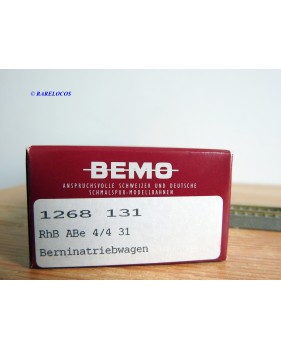 © RARELOCOS
BEMO
ANSPRUCHSVOLLE SCHWEIZER UND DEUTSCHE
SCHMALSPUR-MODELLBAHNEN
1268 131
RhB ABe 4/4 31
Berninatriebwagen